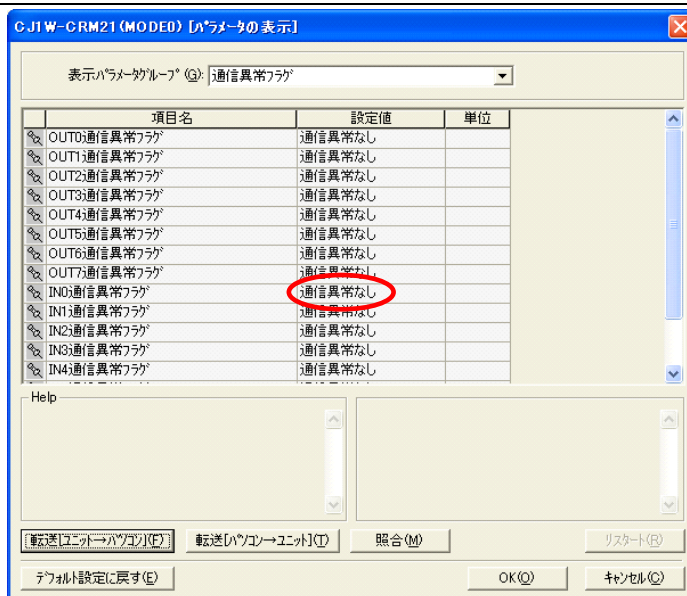 CJ1W-CRM21(MODE0) [ﾊﾟﾗﾒｰﾀの表示]
表示ﾊﾟﾗﾒｰﾀｸﾞﾙｰﾌﾟ(G): 通信異常ﾌﾗｸﾞ
項目名 設定値 単位
OUT0通信異常ﾌﾗｸﾞ 通信異常なし
OUT1通信異常ﾌﾗｸﾞ 通信異常なし
OUT2通信異常ﾌﾗｸﾞ 通信異常なし
OUT3通信異常ﾌﾗｸﾞ 通信異常なし
OUT4通信異常ﾌﾗｸﾞ 通信異常なし
OUT5通信異常ﾌﾗｸﾞ 通信異常なし
OUT6通信異常ﾌﾗｸﾞ 通信異常なし
OUT7通信異常ﾌﾗｸﾞ 通信異常なし
IN0通信異常ﾌﾗｸﾞ 通信異常なし
IN1通信異常ﾌﾗｸﾞ 通信異常なし
IN2通信異常ﾌﾗｸﾞ 通信異常なし
IN3通信異常ﾌﾗｸﾞ 通信異常なし
IN4通信異常ﾌﾗｸﾞ 通信異常なし
Help
転送[ﾕﾆｯﾄ→ﾊﾟｿｺﾝ](F) 転送[ﾊﾟｿｺﾝ→ﾕﾆｯﾄ](T) 照合(M) ﾘｽﾀｰﾄ(R)
ﾃﾞﾌｫﾙﾄ設定に戻す(E) OK(O) ｷｬﾝｾﾙ(C)